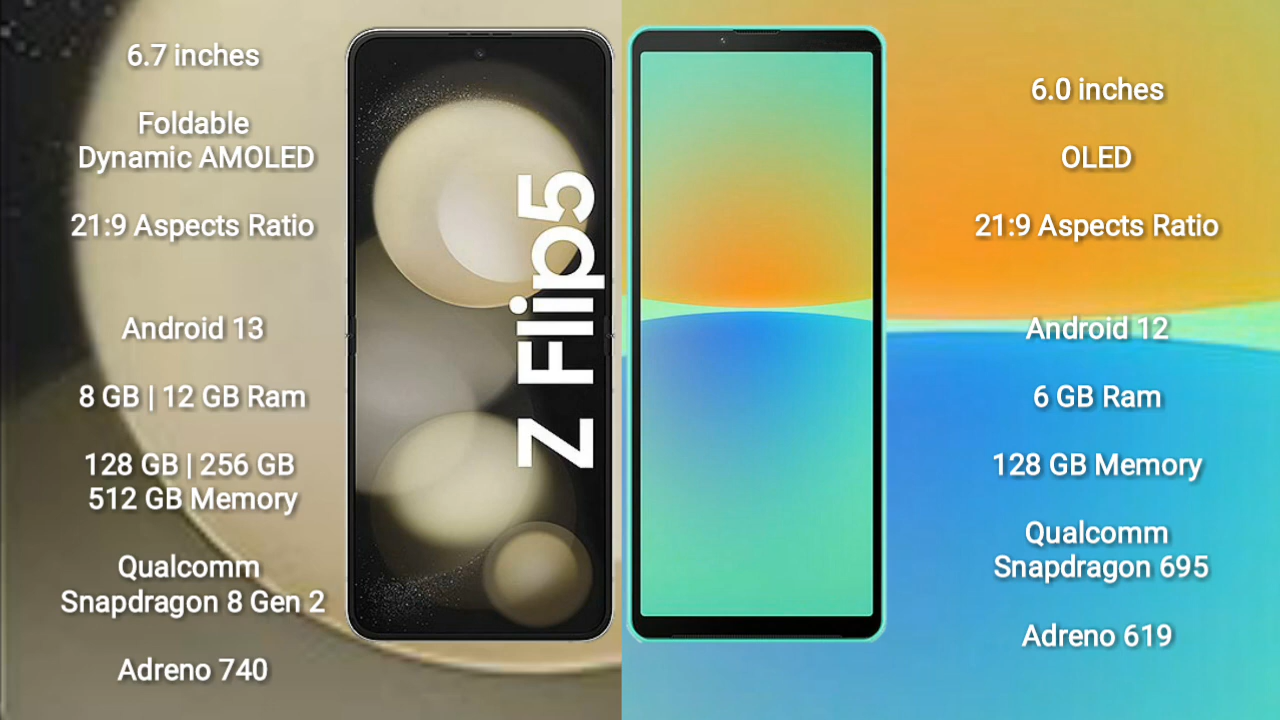 6.7 inches
Foldable
Dynamic AMOLED
21:9 Aspects Ratio
Android 13
8 GB | 12 GB Ram
128 GB | 256 GB
512 GB Memory
Qualcomm
Snapdragon 8 Gen 2
Adreno 740
Z Flip5
6.0 inches
OLED
21:9 Aspects Ratio
Android 12
6 GB Ram
128 GB Memory
Qualcomm
Snapdragon 695
Adreno 619